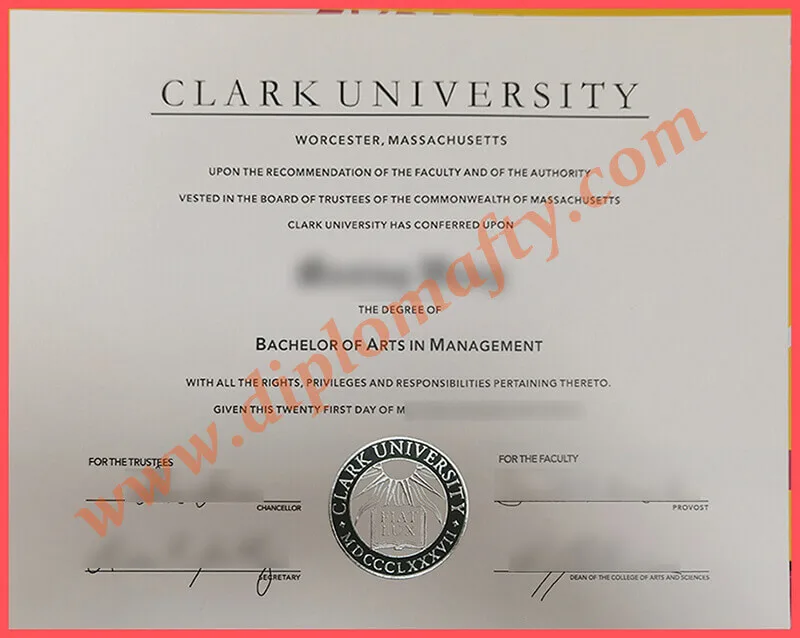 CLARK UNIVERSITY
WORCESTER, MASSACHUSETTS
UPON THE RECOMMENDATION OF THE FACULTY AND OF THE AUTHORITY
VESTED IN THE BOARD OF TRUSTEES OF THE COMMONWEALTH OF MASSACHUSETTS
CLARK UNIVERSITY HAS CONFERRED UPON
THE DEGREE OF
BACHELOR OF ARTS IN MANAGEMENT
WITH ALL THE RIGHTS, PRIVILEGES AND RESPONSIBILITIES PERTAINING THERETO.
GIVEN THIS TWENTY FIRST DAY OF M
FOR THE TRUSTEES
FOR THE FACULTY
CHANCELLOR
PROVOST
SECRETARY
DEAN OF THE COLLEGE OF ARTS AND SCIENCES
CLARK UNIVERSITY
FIAT
LUX
MDCCCLXXXVII
www.diplomafty.com